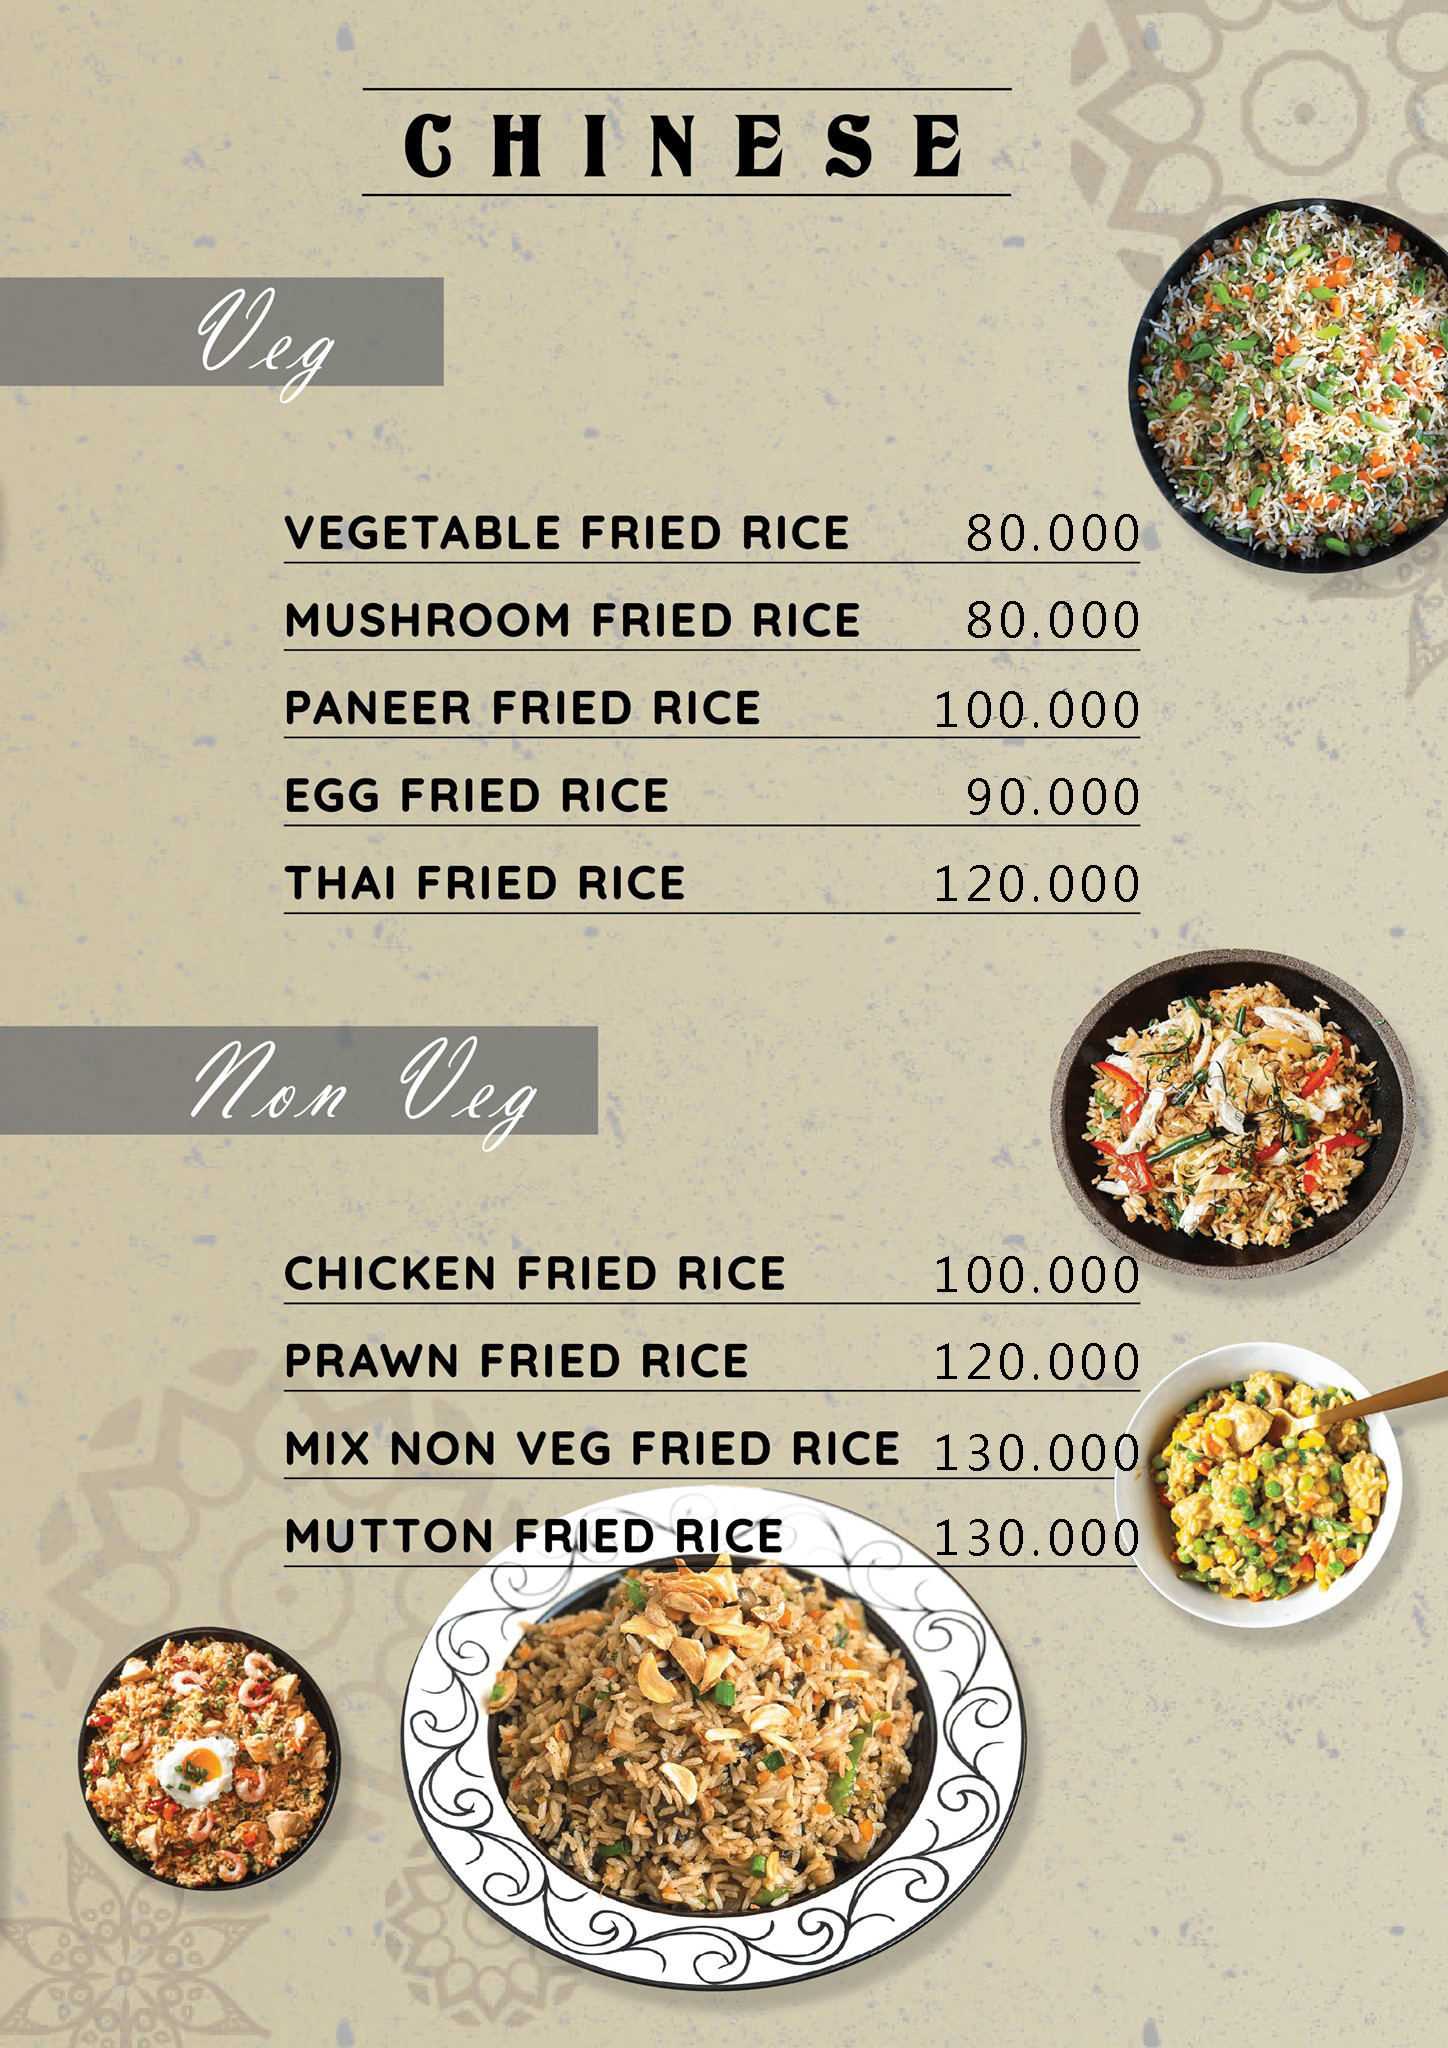 CHINESE
Veg
VEGETABLE FRIED RICE 80.000
MUSHROOM FRIED RICE 80.000
PANEER FRIED RICE 100.000
EGG FRIED RICE 90.000
THAI FRIED RICE 120.000
Non Veg
CHICKEN FRIED RICE 100.000
PRAWN FRIED RICE 120.000
MIX NON VEG FRIED RICE 130.000
MUTTON FRIED RICE 130.000